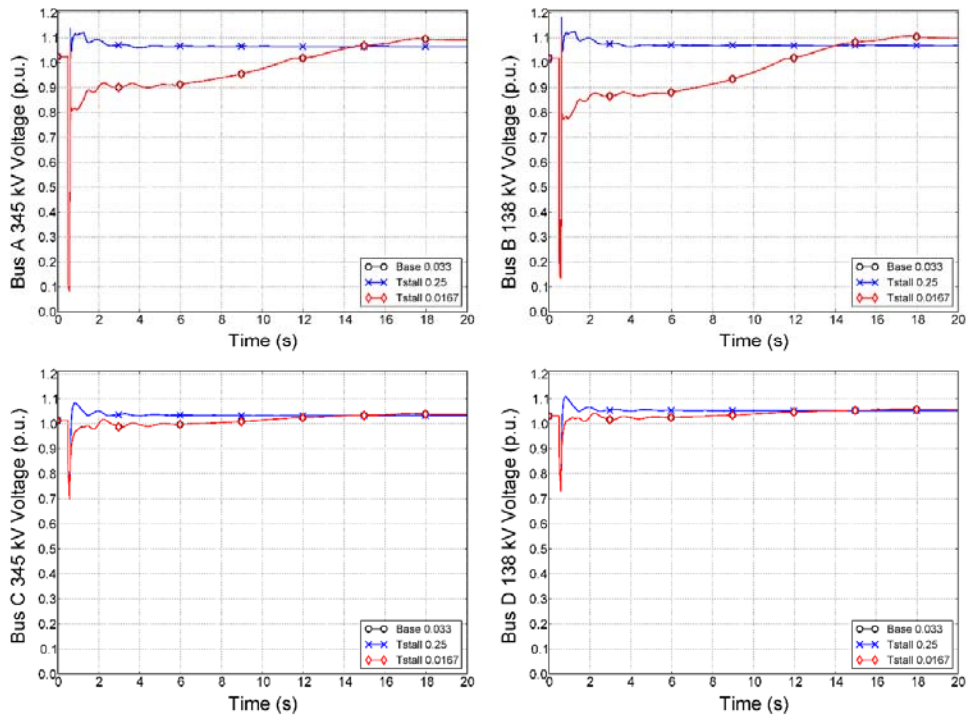 Bus A 345 kV Voltage (p.u.)
1.2
1.1
1.0
0.9
0.8
0.7
0.6
0.5
0.4
0.3
0.2
0.1
0.0
Base 0.033
Tstall 0.25
Tstall 0.0167
0 2 4 6 8 10 12 14 16 18 20
Time (s)
Bus B 138 kV Voltage (p.u.)
1.2
1.1
1.0
0.9
0.8
0.7
0.6
0.5
0.4
0.3
0.2
0.1
0.0
Base 0.033
Tstall 0.25
Tstall 0.0167
0 2 4 6 8 10 12 14 16 18 20
Time (s)
Bus C 345 kV Voltage (p.u.)
1.2
1.1
1.0
0.9
0.8
0.7
0.6
0.5
0.4
0.3
0.2
0.1
0.0
Base 0.033
Tstall 0.25
Tstall 0.0167
0 2 4 6 8 10 12 14 16 18 20
Time (s)
Bus D 138 kV Voltage (p.u.)
1.2
1.1
1.0
0.9
0.8
0.7
0.6
0.5
0.4
0.3
0.2
0.1
0.0
Base 0.033
Tstall 0.25
Tstall 0.0167
0 2 4 6 8 10 12 14 16 18 20
Time (s)